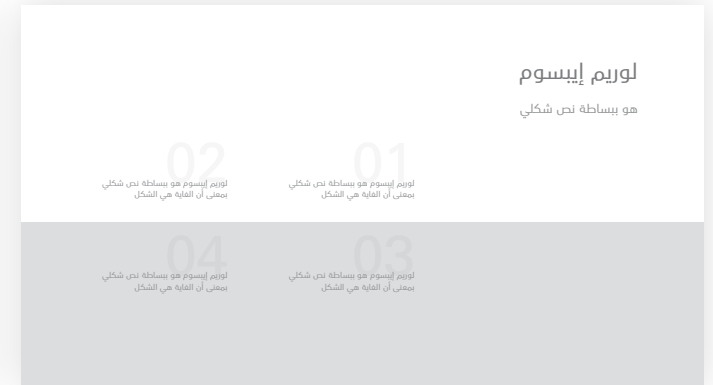 لوريم إيبسوم
هو ببساطة نص شكلي
01
لوريم إيبسوم هو ببساطة نص شكلي
بمعنى أن الغاية هي الشكل
02
لوريم إيبسوم هو ببساطة نص شكلي
بمعنى أن الغاية هي الشكل
03
لوريم إيبسوم هو ببساطة نص شكلي
بمعنى أن الغاية هي الشكل
04
لوريم إيبسوم هو ببساطة نص شكلي
بمعنى أن الغاية هي الشكل